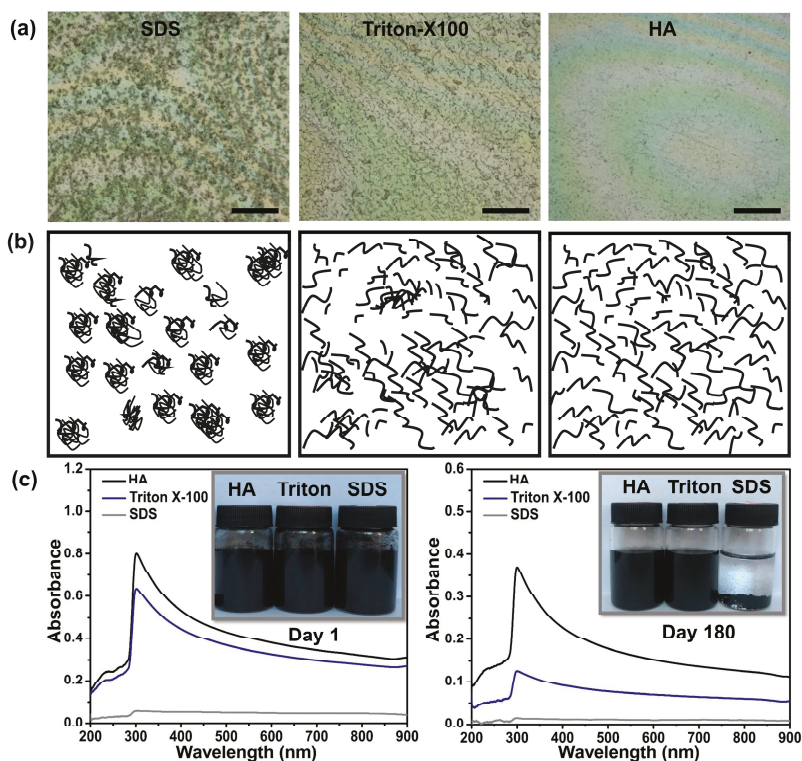 (a)
SDS
Triton-X100
HA
(b)
(c)
1.2
1.0
0.8
0.6
0.4
0.2
0.0
Absorbance
HA
Triton X-100
SDS
HA Triton SDS
Day 1
200 300 400 500 600 700 800 900
Wavelength (nm)
0.6
0.5
0.4
0.3
0.2
0.1
0.0
Absorbance
HA
Triton X-100
SDS
HA Triton SDS
Day 180
200 300 400 500 600 700 800 900
Wavelength (nm)